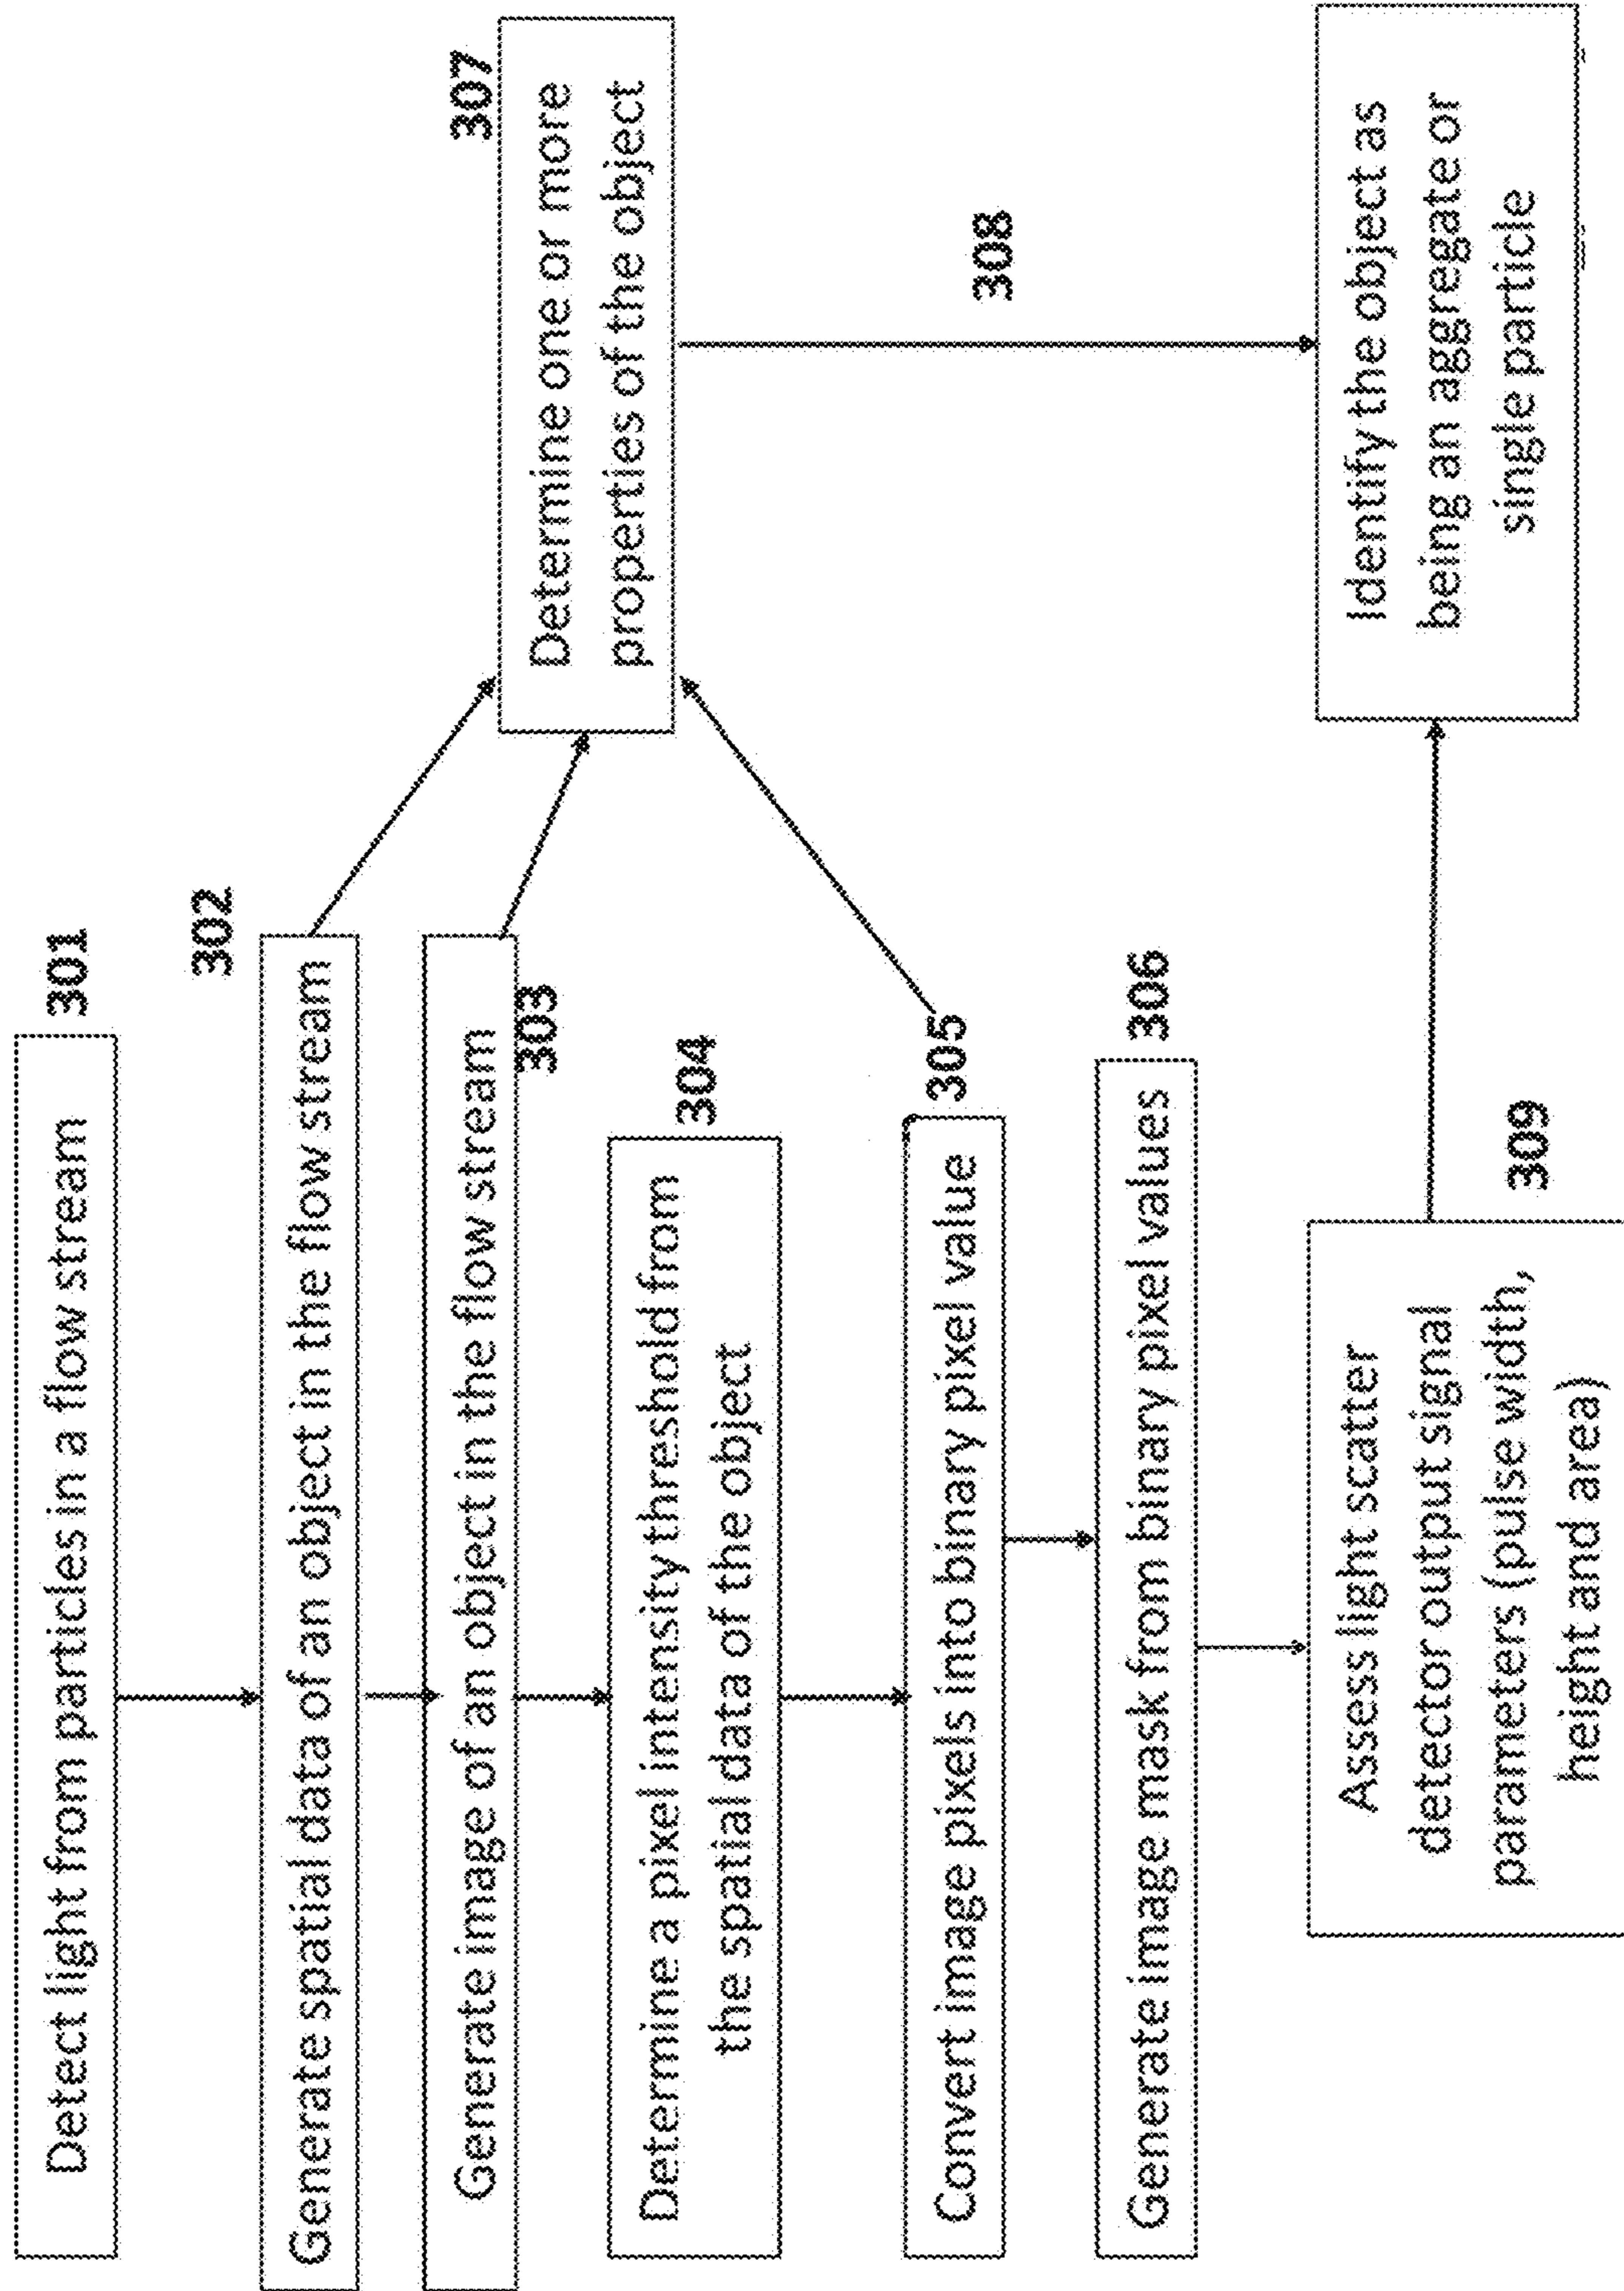 Detect light from particles in a flow stream
301
302
Generate spatial data of an object in the flow stream
Generate image of an object in the flow stream
303
304
Determine a pixel intensity threshold from
the spatial data of the object
305
Convert image pixels into binary pixel value
306
Generate image mask from binary pixel values
Assess light scatter
detector output signal
parameters (pulse width,
height and area)
309
307
Determine one or more
properties of the object
308
Identify the object as
being an aggregate or
single particle